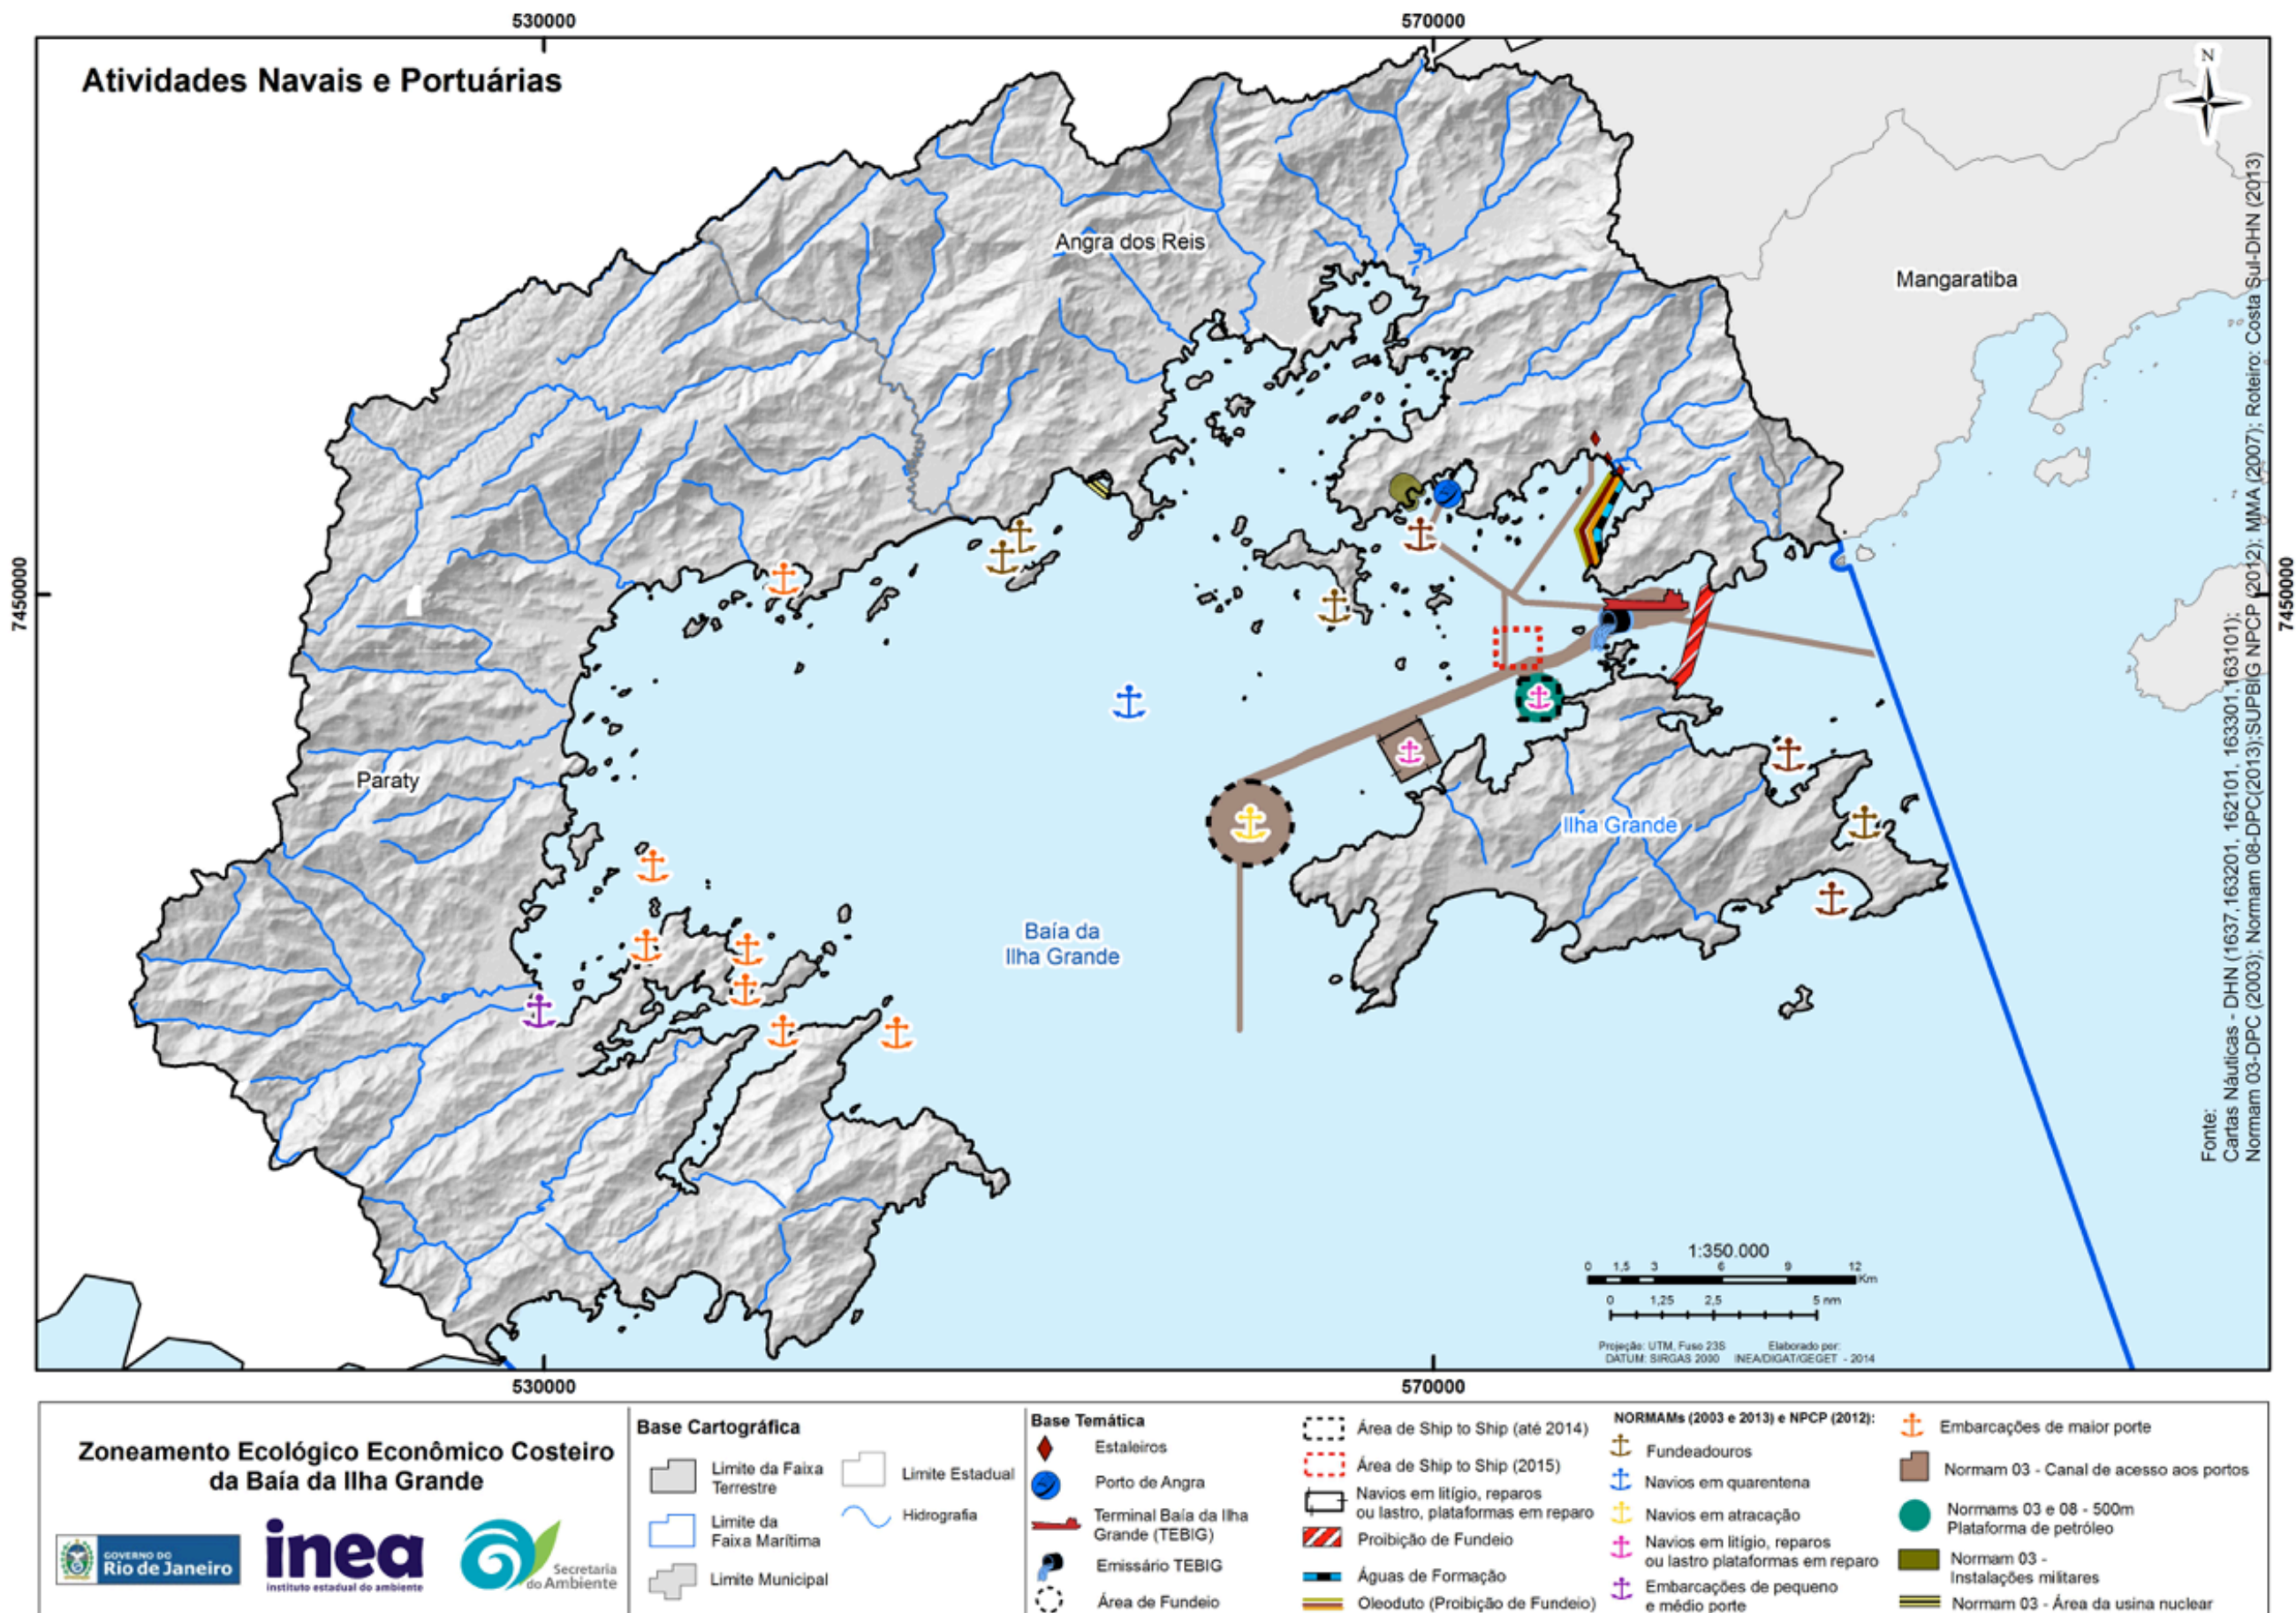 530000
570000
Atividades Navais e Portuárias
N
Angra dos Reis
Mangaratiba
7450000
7450000
Paraty
Ilha Grande
Baía da
Ilha Grande
Fonte:
Cartas Náuticas - DHN (1637,163201, 162101, 163301,163101);
Normam 03-DPC (2003); Normam 08-DPC(2013);SUPBIG NPCP (2012); MMA (2007); Roteiro: Costa Sul-DHN (2013)
1:350.000
0 1,5 3 6 9 12
Km
0 1,25 2,5 5 nm
Projeção: UTM, Fuso 23S Elaborado por:
DATUM: SIRGAS 2000 INEA/DIGAT/GEGET - 2014
530000
570000
Zoneamento Ecológico Econômico Costeiro
da Baía da Ilha Grande
GOVERNO DO
Rio de Janeiro
inea
instituto estadual do ambiente
Secretaria
do Ambiente
Base Cartográfica
Limite da Faixa
Terrestre
Limite da
Faixa Marítima
Limite Municipal
Limite Estadual
Hidrografia
Base Temática
Estaleiros
Porto de Angra
Terminal Baía da Ilha
Grande (TEBIG)
Emissário TEBIG
Área de Fundeio
Área de Ship to Ship (até 2014)
Área de Ship to Ship (2015)
Navios em litígio, reparos
ou lastro, plataformas em reparo
Proibição de Fundeio
Águas de Formação
Oleoduto (Proibição de Fundeio)
NORMAMs (2003 e 2013) e NPCP (2012):
Fundeadouros
Navios em quarentena
Navios em atracação
Navios em litígio, reparos
ou lastro plataformas em reparo
Embarcações de pequeno
e médio porte
Embarcações de maior porte
Normam 03 - Canal de acesso aos portos
Normams 03 e 08 - 500m
Plataforma de petróleo
Normam 03 -
Instalações militares
Normam 03 - Área da usina nuclear